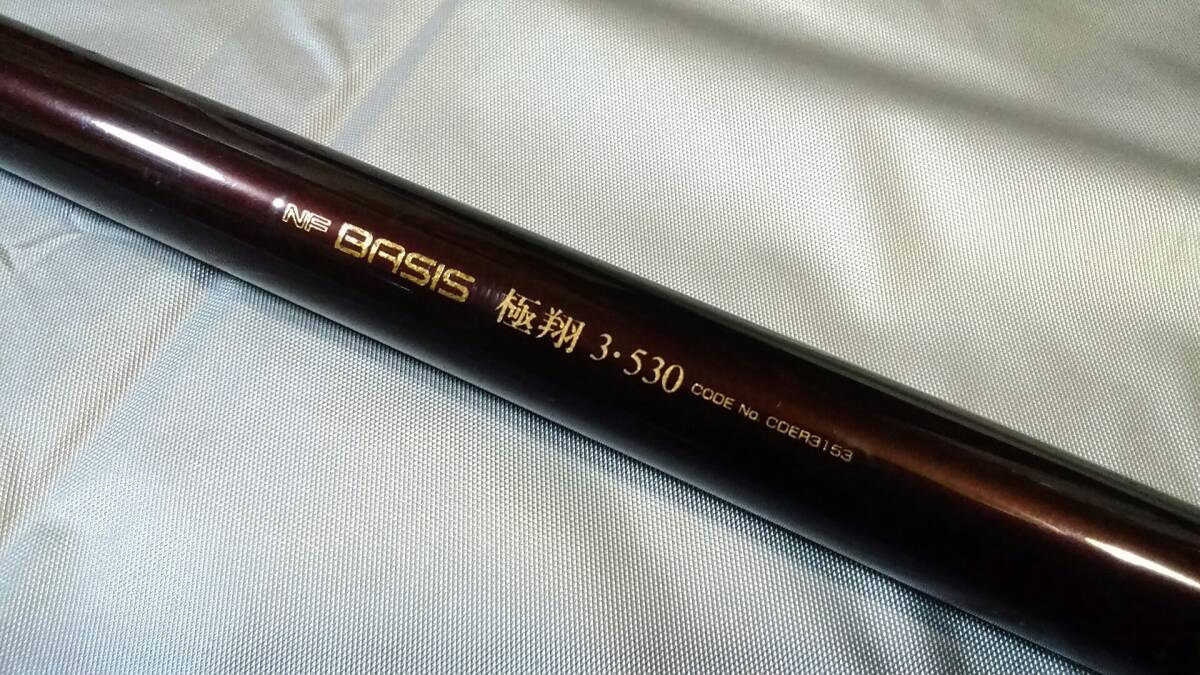 NF BASIS 極翔 3·530 CODE No. CDER3153